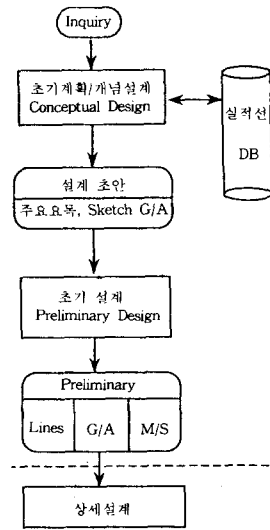 Inquiry
초기계획/개념설계
Conceptual Design
실적선
DB
설계 초안
주요요목, Sketch G/A
초기 설계
Preliminary Design
Preliminary
Lines G/A M/S
상세설계